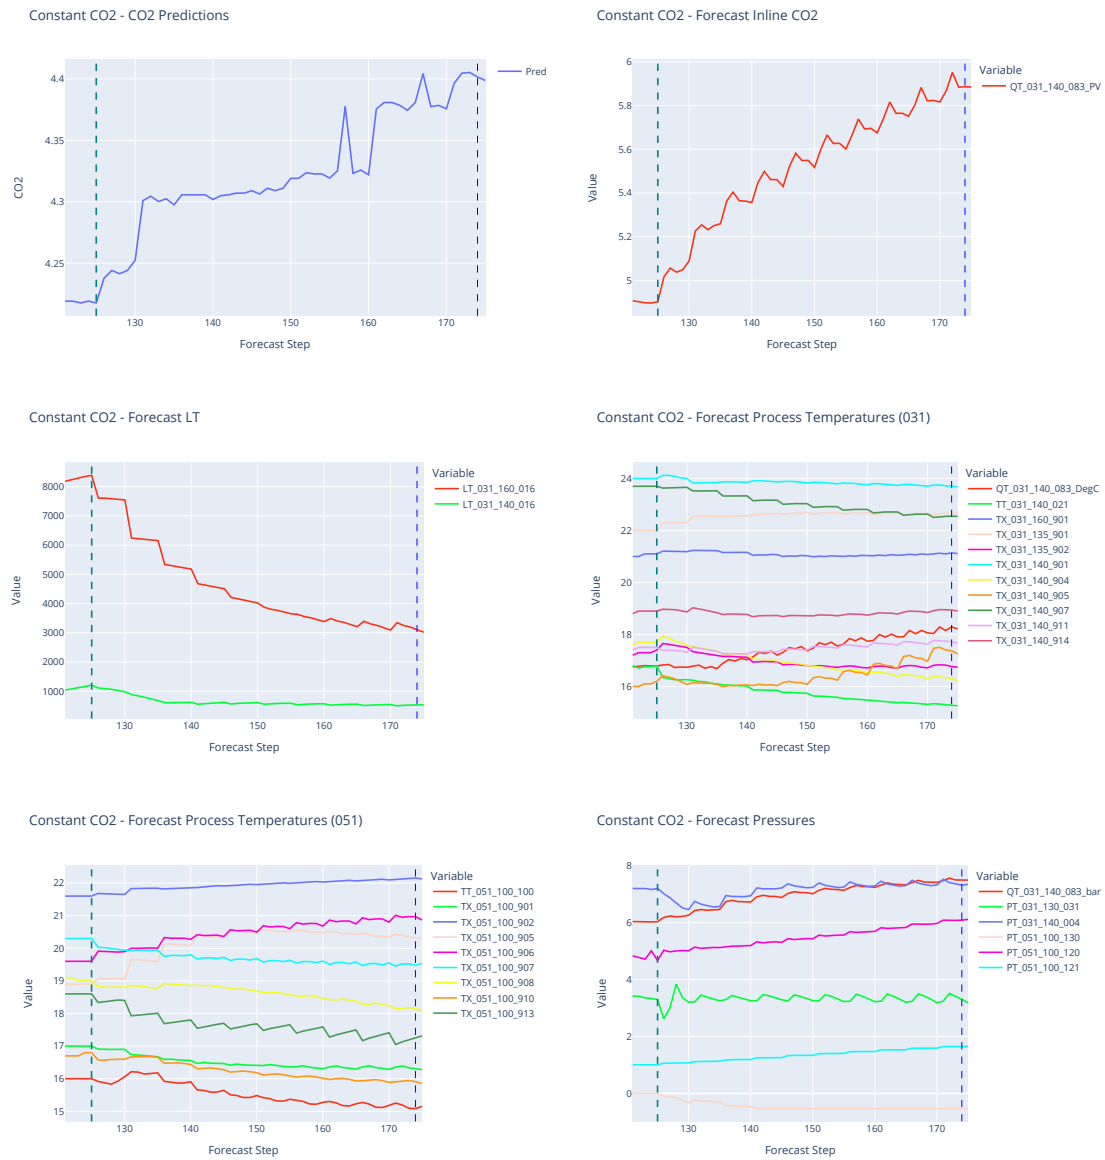 Constant CO2 - CO2 Predictions
4.4
4.35
4.3
4.25
CO2
130
140
150
160
170
Forecast Step
Pred
Constant CO2 - Forecast Inline CO2
6
5.8
5.6
5.4
5.2
5
Value
130
140
150
160
170
Forecast Step
Variable
QT_031_140_083_PV
Constant CO2 - Forecast LT
8000
7000
6000
5000
4000
3000
2000
1000
Value
130
140
150
160
170
Forecast Step
Variable
LT_031_160_016
LT_031_140_016
Constant CO2 - Forecast Process Temperatures (031)
24
22
20
18
16
Value
130
140
150
160
170
Forecast Step
Variable
QT_031_140_083_DegC
TT_031_140_021
TX_031_160_901
TX_031_135_901
TX_031_135_902
TX_031_140_901
TX_031_140_904
TX_031_140_905
TX_031_140_907
TX_031_140_911
TX_031_140_914
Constant CO2 - Forecast Process Temperatures (051)
22
21
20
19
18
17
16
15
Value
130
140
150
160
170
Forecast Step
Variable
TT_051_100_100
TX_051_100_901
TX_051_100_902
TX_051_100_905
TX_051_100_906
TX_051_100_907
TX_051_100_908
TX_051_100_910
TX_051_100_913
Constant CO2 - Forecast Pressures
8
6
4
2
0
Value
130
140
150
160
170
Forecast Step
Variable
QT_031_140_083_bar
PT_031_130_031
PT_031_140_004
PT_051_100_130
PT_051_100_120
PT_051_100_121